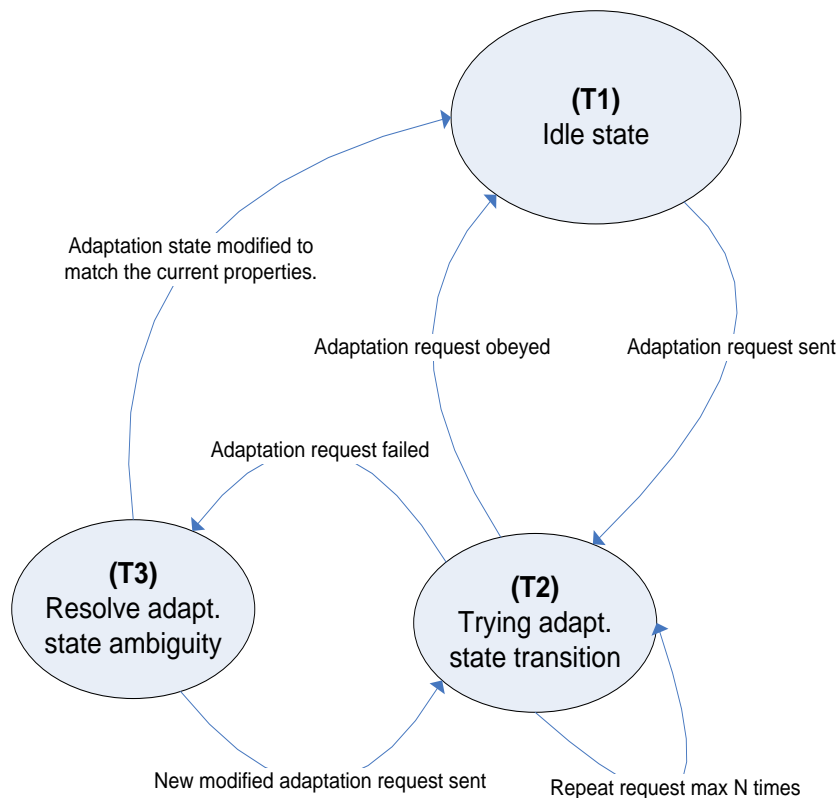 (T1)
Idle state
Adaptation state modified to
match the current properties.
Adaptation request obeyed
Adaptation request sent
Adaptation request failed
(T3)
Resolve adapt.
state ambiguity
(T2)
Trying adapt.
state transition
New modified adaptation request sent
Repeat request max N times